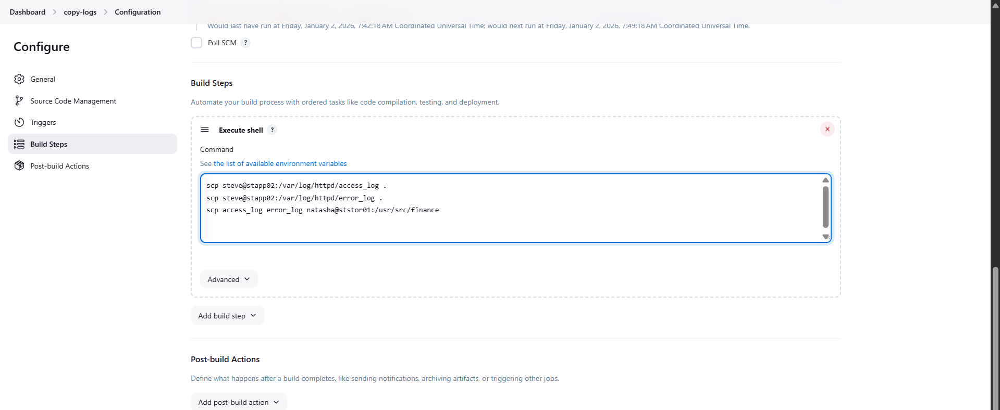 Dashboard > copy-logs > Configuration
Would last have run at Friday, January 2, 2026, 7:42:18 AM Coordinated Universal Time; would next run at Friday, January 2, 2026, 7:49:18 AM Coordinated Universal Time.
Configure
General
Source Code Management
Triggers
Build Steps
Post-build Actions
Poll SCM ?
Build Steps
Automate your build process with ordered tasks like code compilation, testing, and deployment.
Execute shell ?
Command
See the list of available environment variables
scp steve@stapp02:/var/log/httpd/access_log .
scp steve@stapp02:/var/log/httpd/error_log .
scp access_log error_log natasha@ststor01:/usr/src/finance
Advanced
Add build step
Post-build Actions
Define what happens after a build completes, like sending notifications, archiving artifacts, or triggering other jobs.
Add post-build action